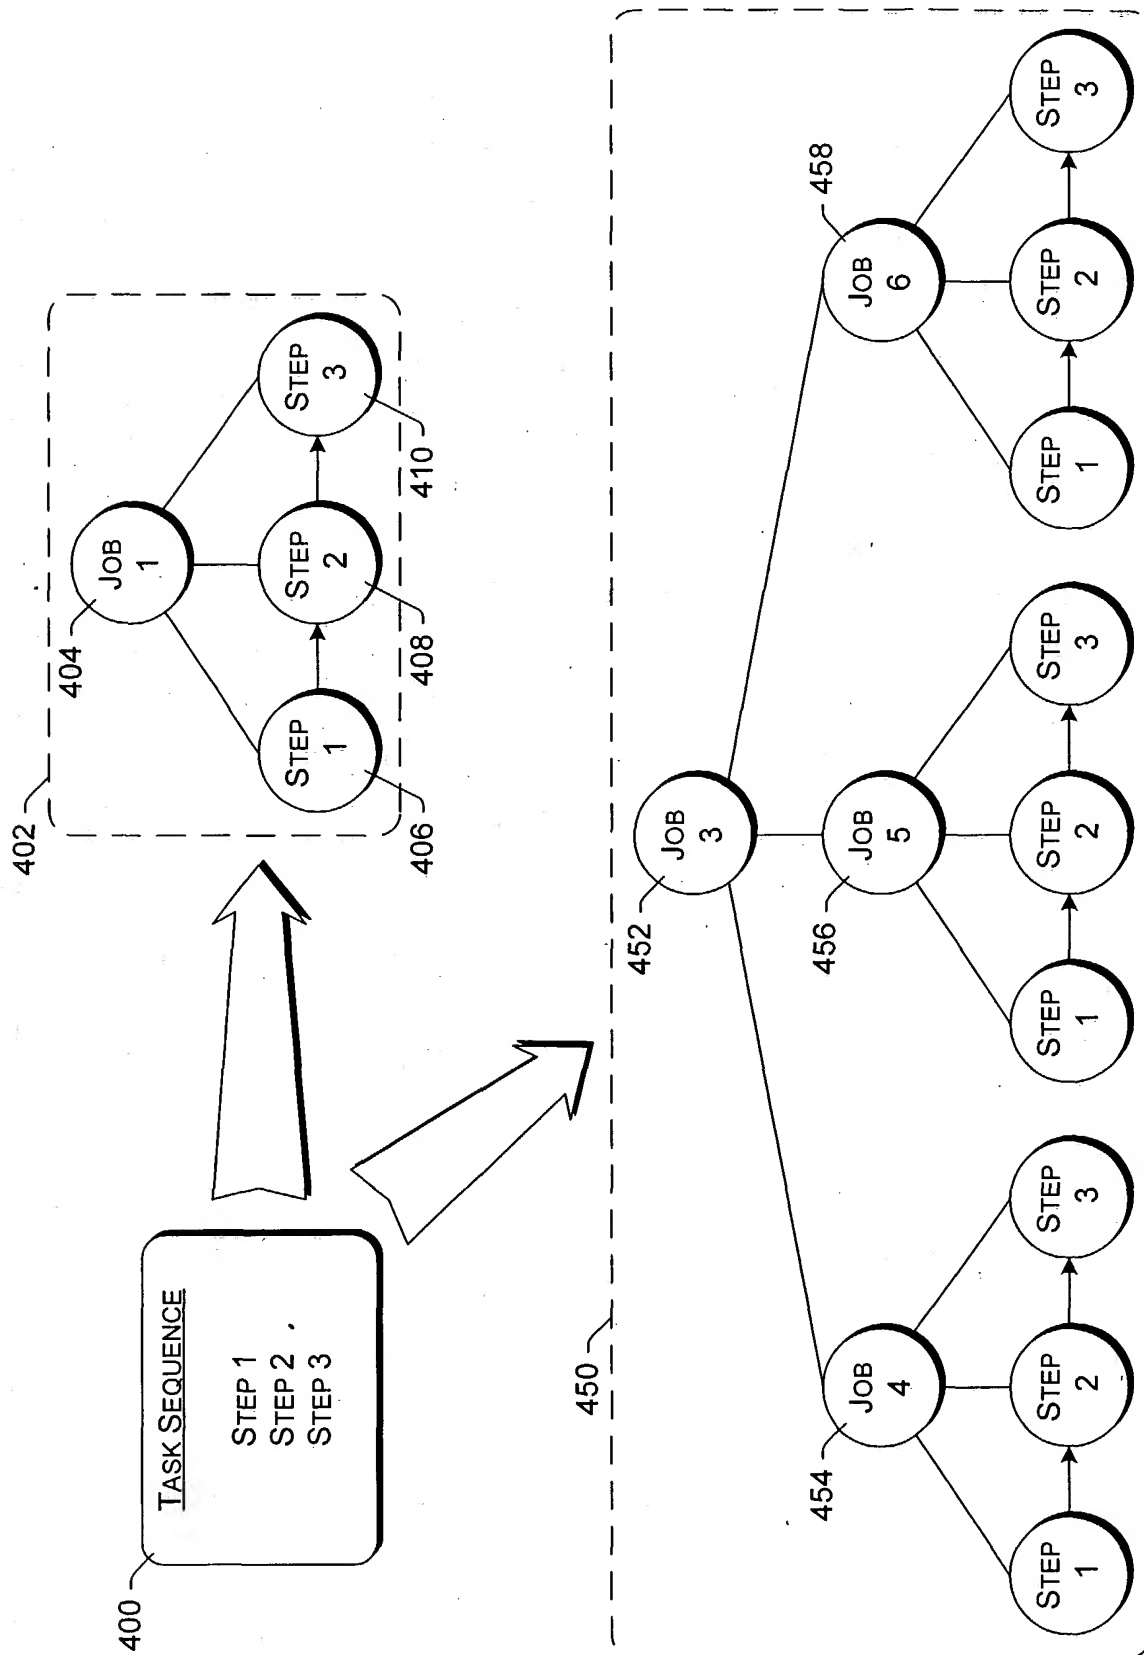 400
TASK SEQUENCE
STEP 1
STEP 2
STEP 3
402
404
JOB
1
STEP
1
STEP
2
STEP
3
406
408
410
450
452
JOB
3
454
JOB
4
456
JOB
5
458
JOB
6
STEP
1
STEP
2
STEP
3
STEP
1
STEP
2
STEP
3
STEP
1
STEP
2
STEP
3